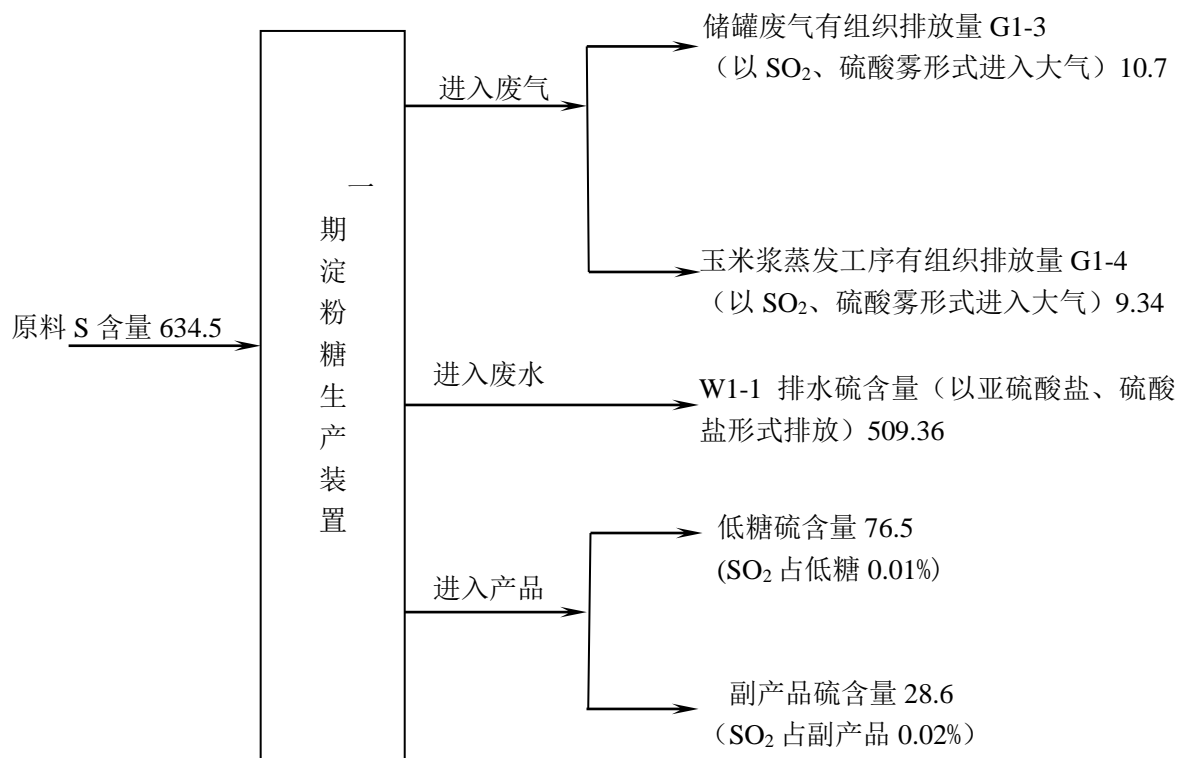 储罐废气有组织排放量 G1-3
（以 SO₂、硫酸雾形式进入大气）10.7
进入废气
玉米浆蒸发工序有组织排放量 G1-4
（以 SO₂、硫酸雾形式进入大气）9.34
原料 S 含量 634.5
一
期
淀
粉
糖
生
产
装
置
进入废水
W1-1 排水硫含量（以亚硫酸盐、硫酸
盐形式排放）509.36
低糖硫含量 76.5
(SO₂ 占低糖 0.01%)
进入产品
副产品硫含量 28.6
（SO₂ 占副产品 0.02%）